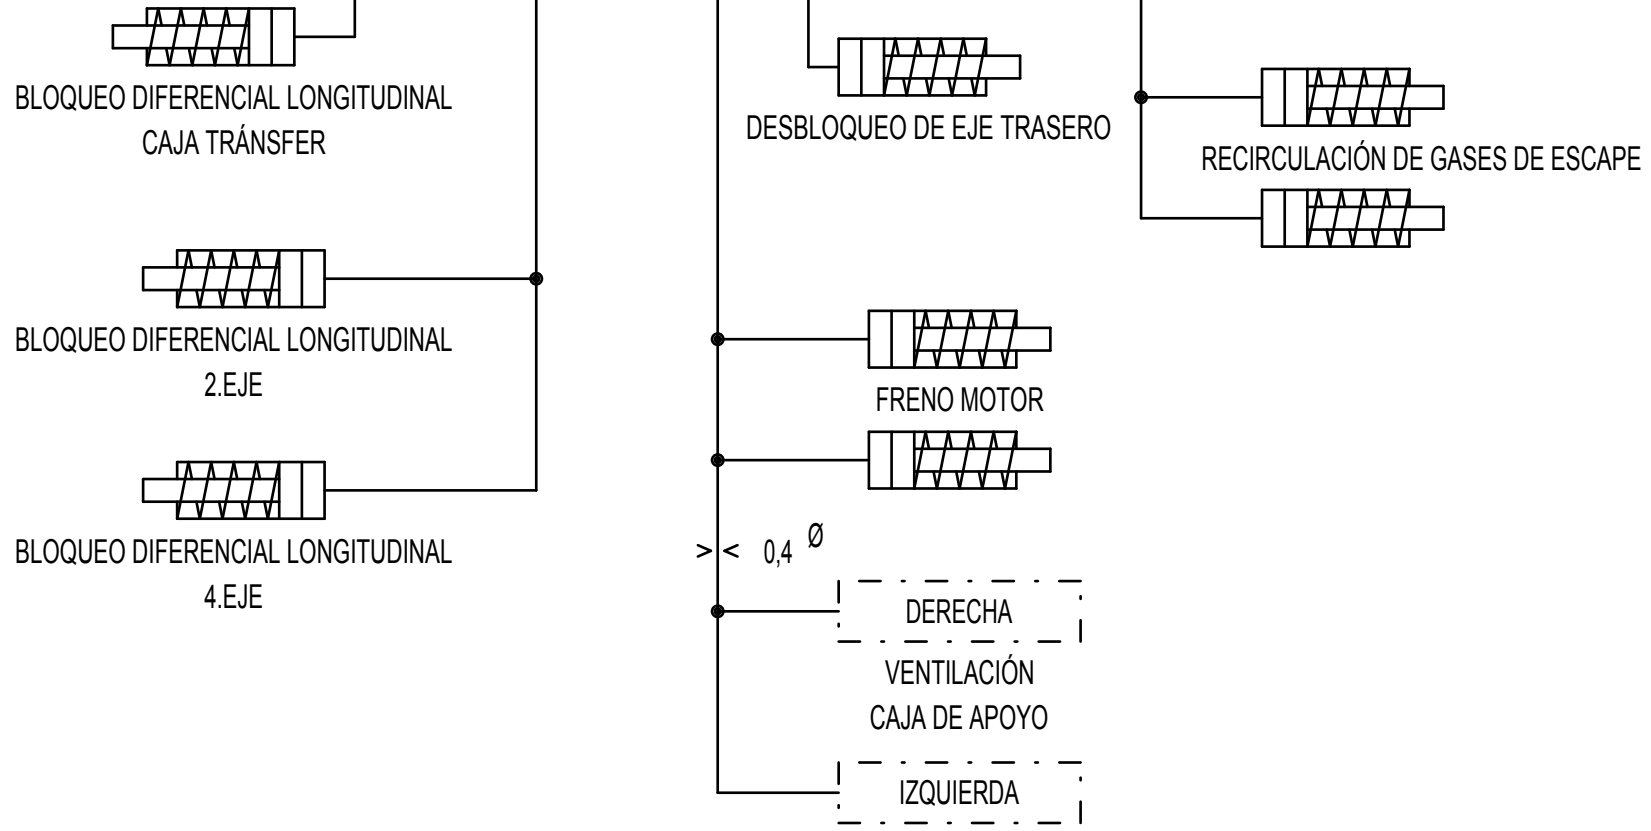 BLOQUEO DIFERENCIAL LONGITUDINAL
CAJA TRÁNSFER
DESBLOQUEO DE EJE TRASERO
RECIRCULACIÓN DE GASES DE ESCAPE
BLOQUEO DIFERENCIAL LONGITUDINAL
2.EJE
FRENO MOTOR
BLOQUEO DIFERENCIAL LONGITUDINAL
4.EJE
> < 0,4 Ø
DERECHA
VENTILACIÓN
CAJA DE APOYO
IZQUIERDA